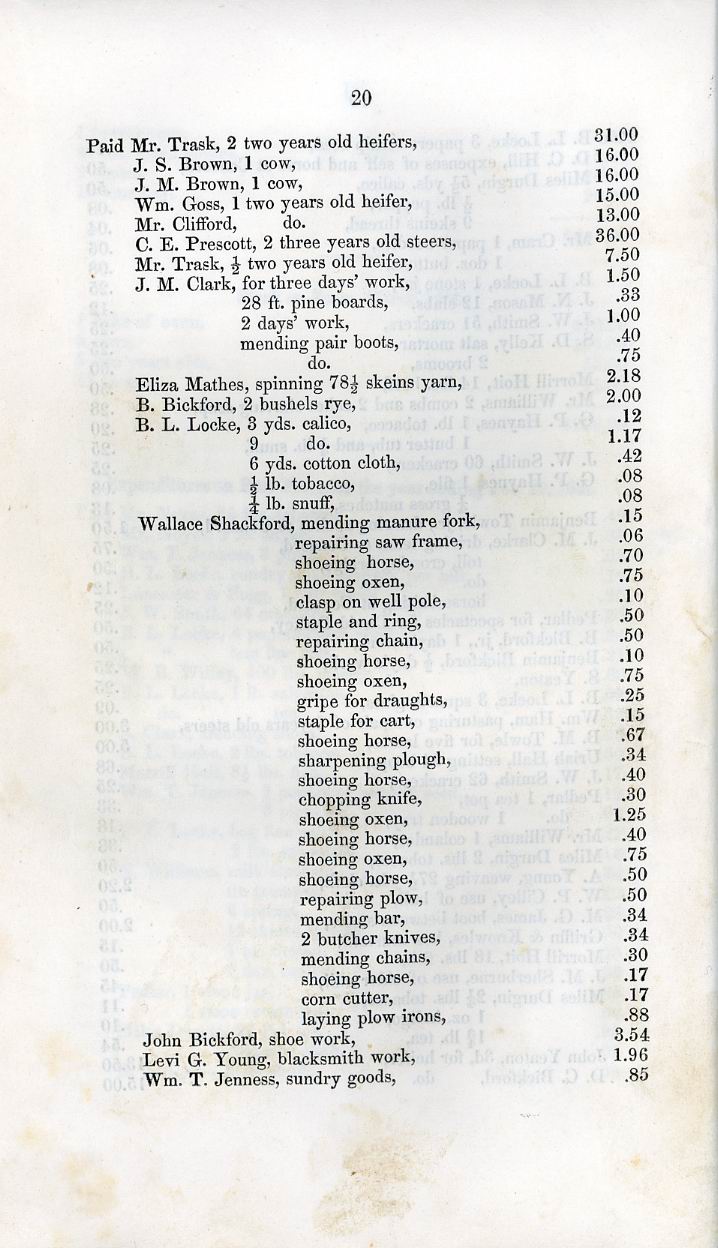 20
Paid Mr. Trask, 2 two years old heifers, 31.00
J. S. Brown, 1 cow, 16.00
J. M. Brown, 1 cow, 16.00
Wm. Goss, 1 two years old heifer, 15.00
Mr. Clifford, do. 13.00
C. E. Prescott, 2 three years old steers, 36.00
Mr. Trask, ½ two years old heifer, 7.50
J. M. Clark, for three days' work, 1.50
28 ft. pine boards, .33
2 days' work, 1.00
mending pair boots, .40
do. .75
Eliza Mathes, spinning 78½ skeins yarn, 2.18
B. Bickford, 2 bushels rye, 2.00
B. L. Locke, 3 yds. calico, .12
9 do. 1.17
6 yds. cotton cloth, .42
½ lb. tobacco, .08
¼ lb. snuff, .08
Wallace Shackford, mending manure fork, .15
repairing saw frame, .06
shoeing horse, .70
shoeing oxen, .75
clasp on well pole, .10
staple and ring, .50
repairing chain, .50
shoeing horse, .10
shoeing oxen, .75
gripe for draughts, .25
staple for cart, .15
shoeing horse, .67
sharpening plough, .34
shoeing horse, .40
chopping knife, .30
shoeing oxen, 1.25
shoeing horse, .40
shoeing oxen, .75
shoeing horse, .50
repairing plow, .50
mending bar, .34
2 butcher knives, .34
mending chains, .30
shoeing horse, .17
corn cutter, .17
laying plow irons, .88
John Bickford, shoe work, 3.54
Levi G. Young, blacksmith work, 1.96
Wm. T. Jenness, sundry goods, .85